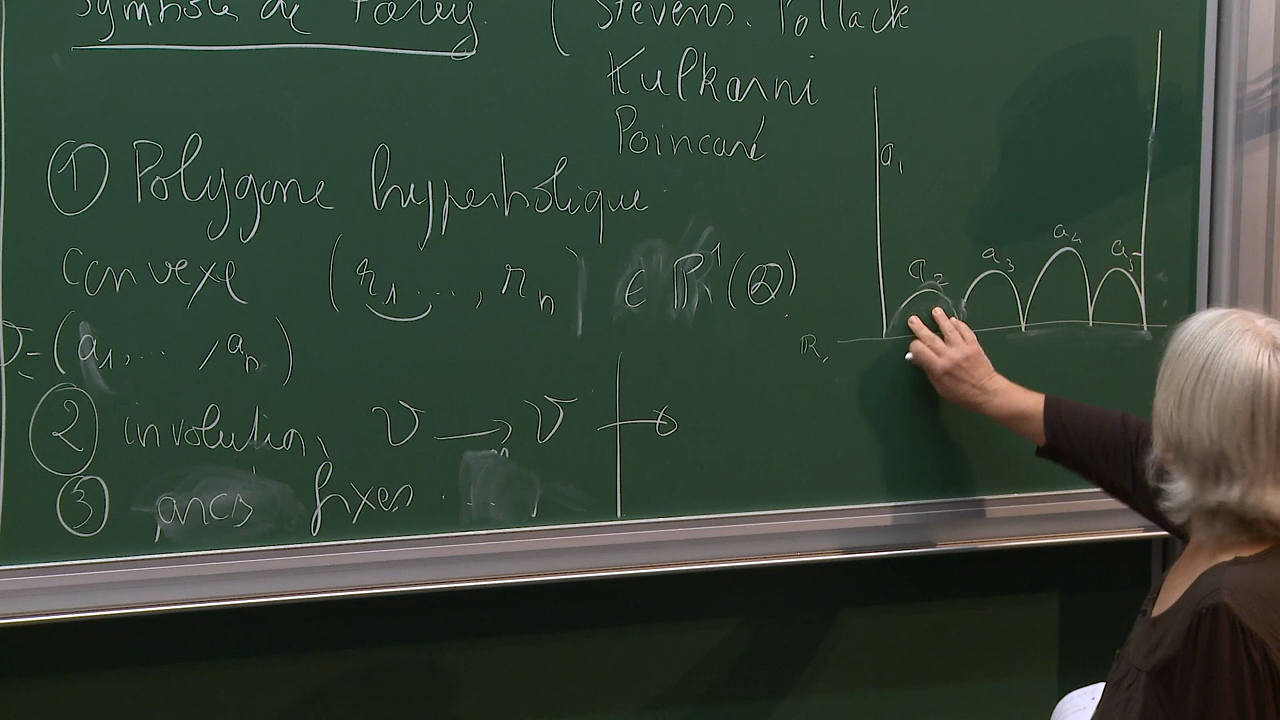 Symbole de Farey (Stevens. Pollack
Kulkarni
Poincaré
① Polygone hyperbolique
convexe (r₁ ..., rₙ) ∈ ℙ¹(ℚ)
(a₁, ... , aₙ)
② involution, v → v
③ arcs fixes
a₁
a₂ a₃ a₄ a₅
ℝ,